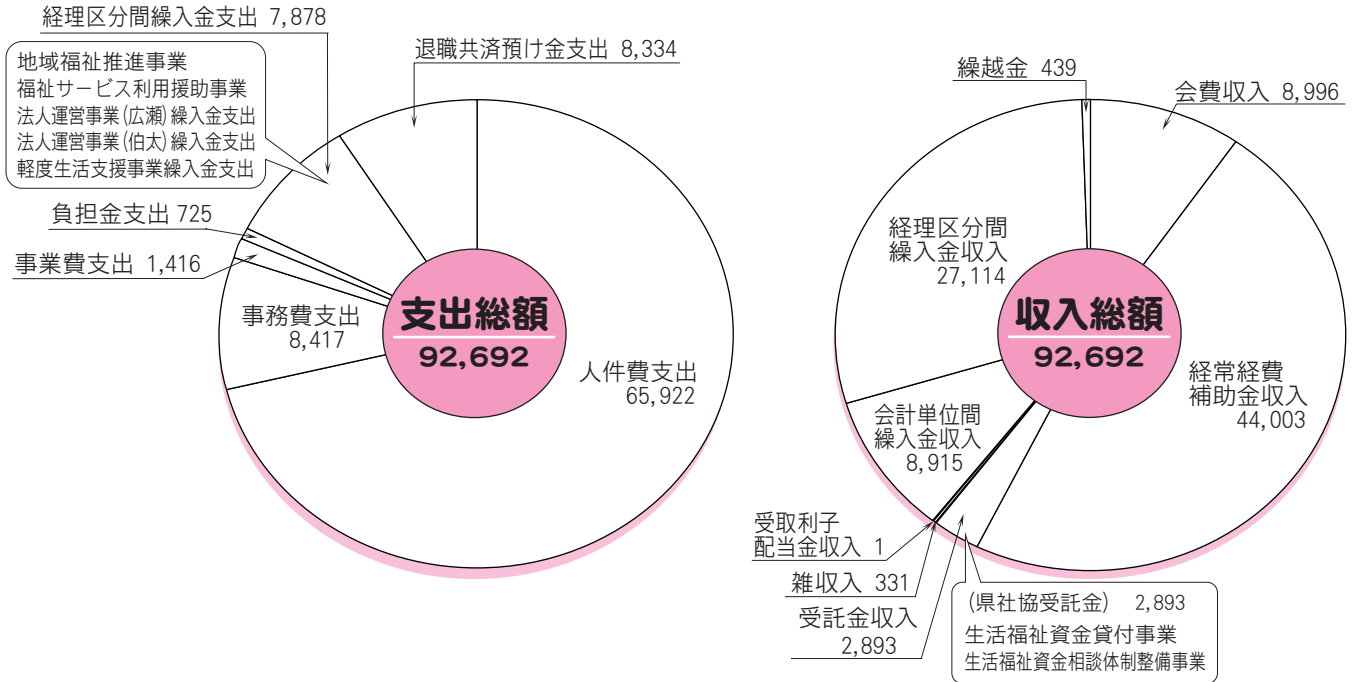 経理区分間繰入金支出 7,878
地域福祉推進事業
福祉サービス利用援助事業
法人運営事業(広瀬)繰入金支出
法人運営事業(伯太)繰入金支出
軽度生活支援事業繰入金支出
退職共済預け金支出 8,334
負担金支出 725
事業費支出 1,416
事務費支出
8,417
支出総額
92,692
人件費支出
65,922
繰越金 439
会費収入 8,996
経理区分間
繰入金収入
27,114
収入総額
92,692
経常経費
補助金収入
44,003
会計単位間
繰入金収入
8,915
受取利子
配当金収入 1
雑収入 331
受託金収入
2,893
(県社協受託金) 2,893
生活福祉資金貸付事業
生活福祉資金相談体制整備事業